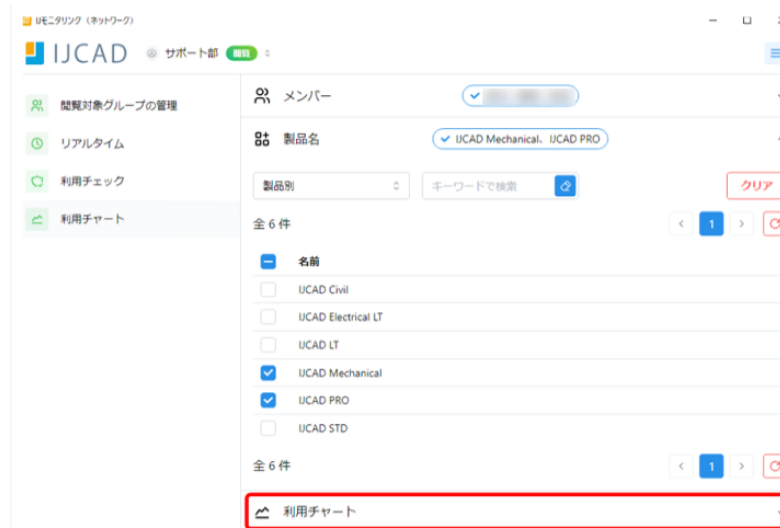 IJモニタリング（ネットワーク）
IJCAD サポート部 閲覧
閲覧対象グループの管理
リアルタイム
利用チェック
利用チャート
メンバー
製品名 IJCAD Mechanical、IJCAD PRO
製品別 キーワードで検索 クリア
全 6 件 1
名前
IJCAD Civil
IJCAD Electrical LT
IJCAD LT
IJCAD Mechanical
IJCAD PRO
IJCAD STD
全 6 件 1
利用チャート